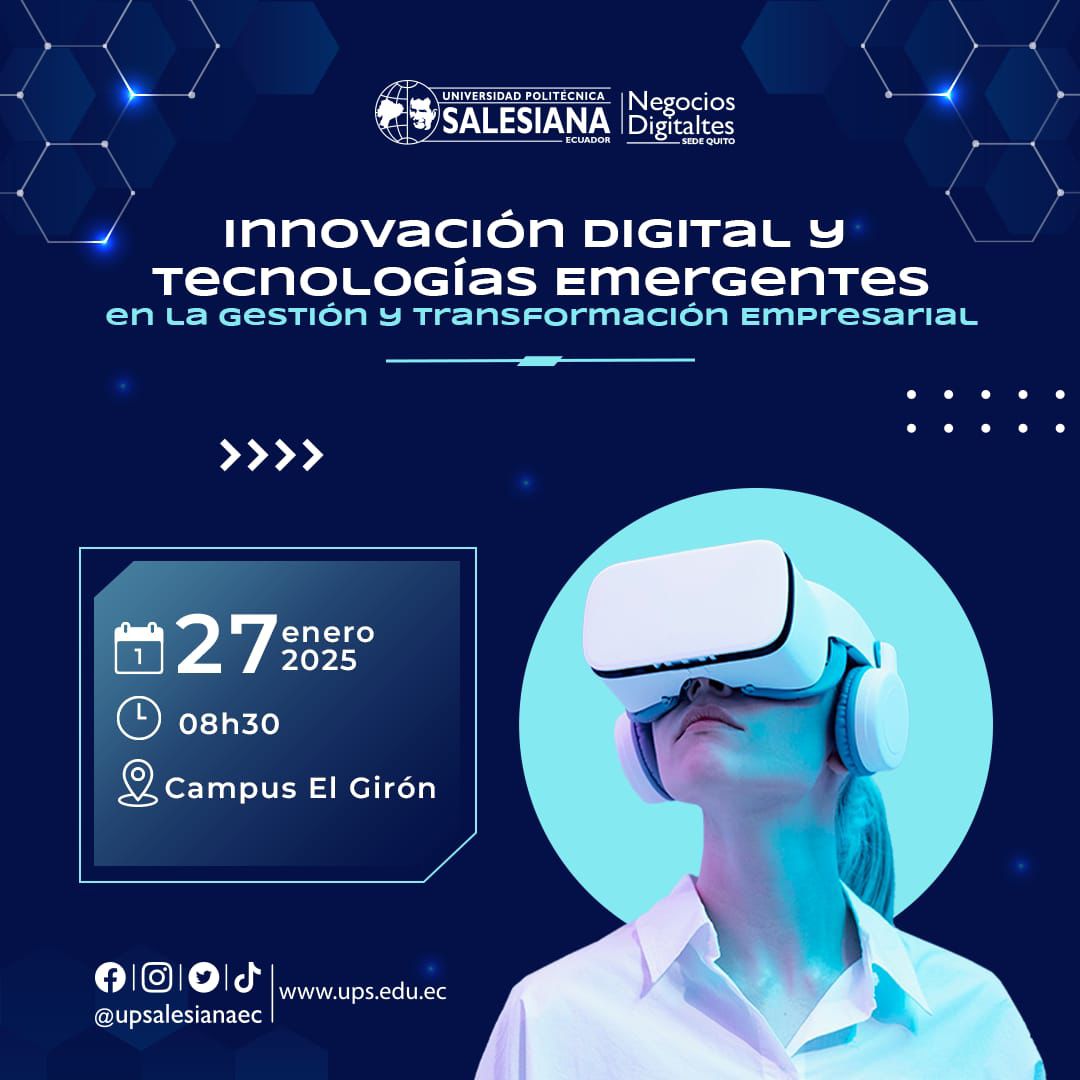 UNIVERSIDAD POLITÉCNICA
SALESIANA
ECUADOR
Negocios
Digitaltes
SEDE QUITO
Innovación Digital y
Tecnologías Emergentes
en la Gestión y Transformación Empresarial
1
27 enero
2025
08h30
Campus El Girón
@upsalesianaec
www.ups.edu.ec